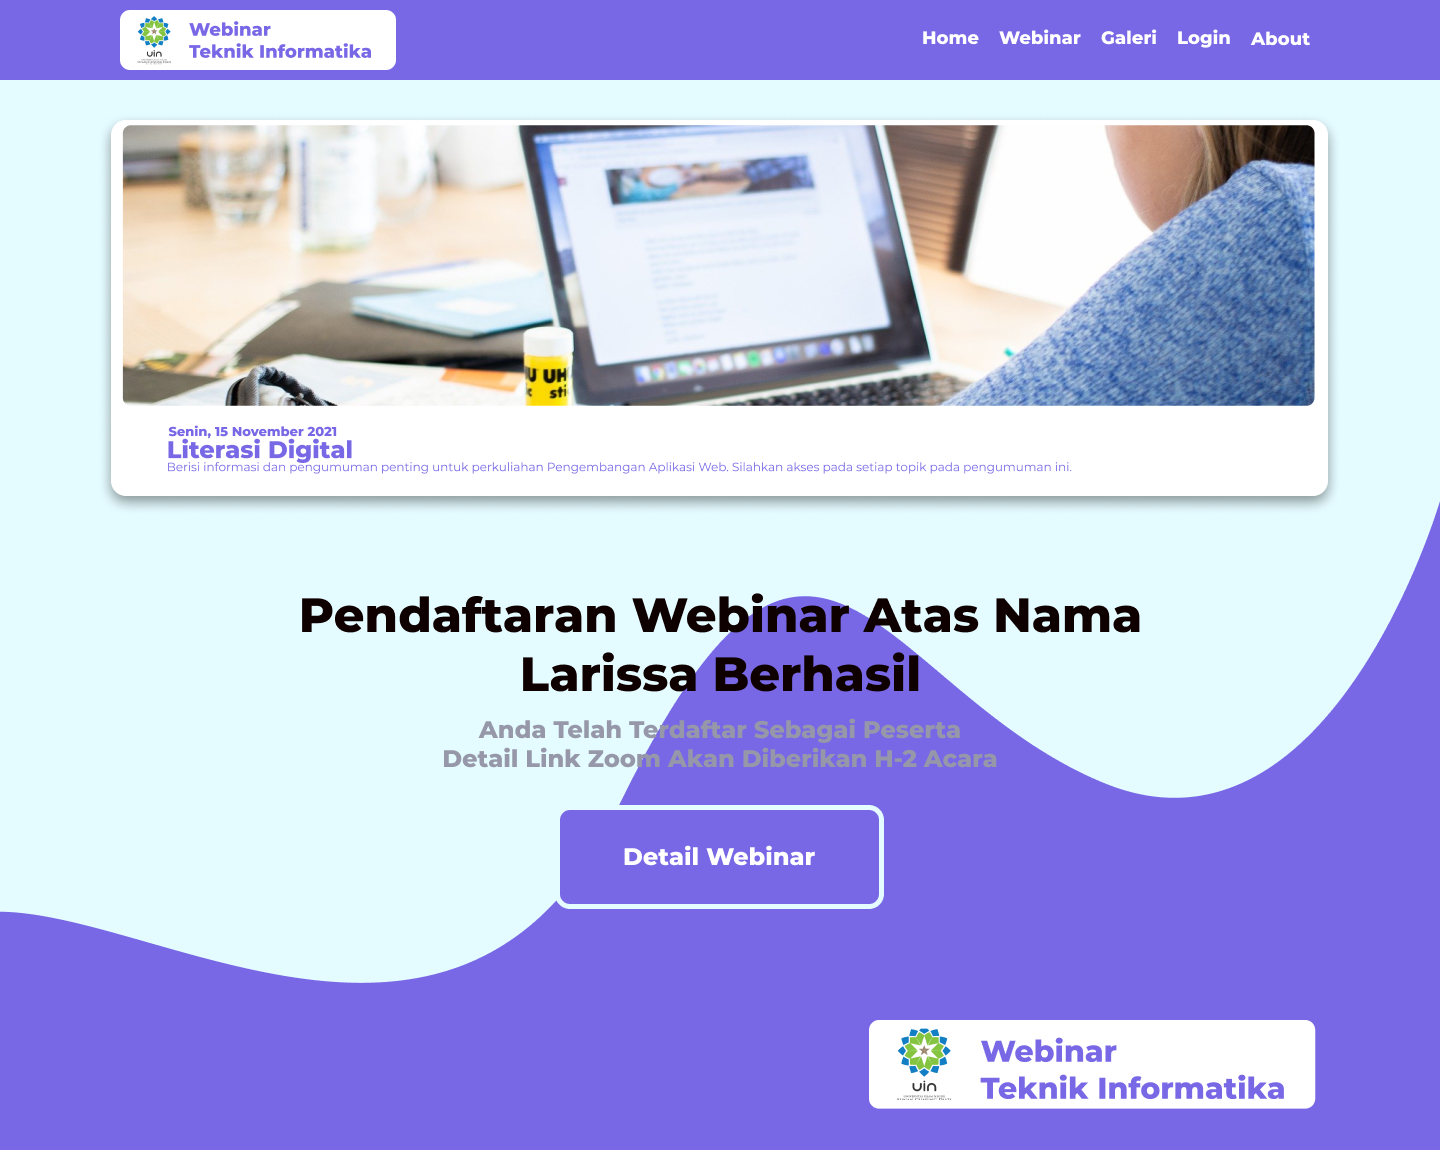 Webinar
Teknik Informatika
uin
Home Webinar Galeri Login About
UHU UHU
stic
Senin, 15 November 2021
Literasi Digital
Berisi informasi dan pengumuman penting untuk perkuliahan Pengembangan Aplikasi Web. Silahkan akses pada setiap topik pada pengumuman ini.
Pendaftaran Webinar Atas Nama
Larissa Berhasil
Anda Telah Terdaftar Sebagai Peserta
Detail Link Zoom Akan Diberikan H-2 Acara
Detail Webinar
uin
Webinar
Teknik Informatika